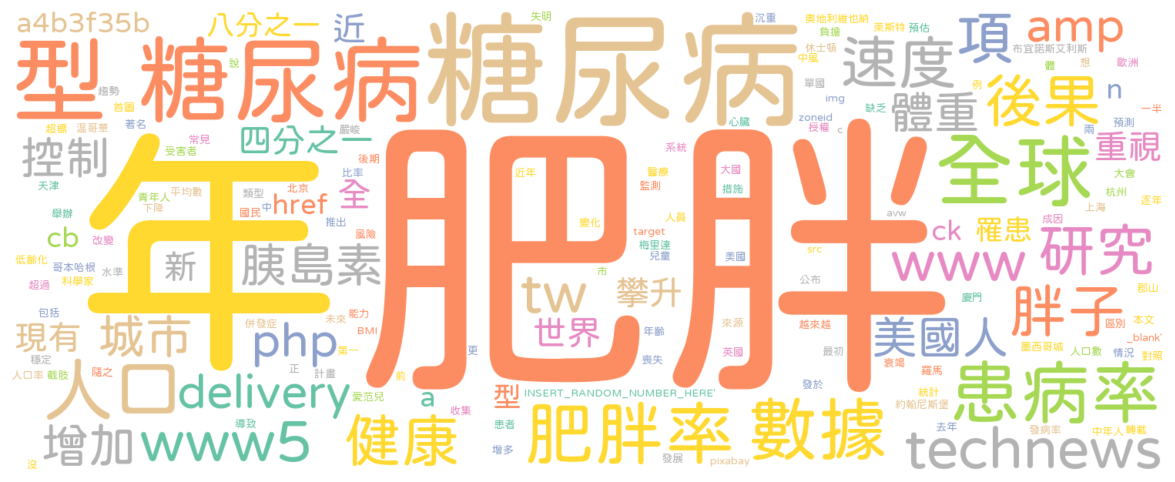 a4b3f35b
八分之一
近
失明
沉重
奧地利維也納
萊斯特
預估
項
amp
型
糖尿病
糖尿病
負擔
休士頓
中風
速度
布宜諾斯艾利斯
想
歐洲
體
例
單國
趨勢
首圖
著名
超標
溫哥華
四分之一
嚴峻
常見
受害者
心臟
img
zoneid
授權
c
缺乏
體重
後果
n
一半
兩
預測
重視
控制
年
肥胖
全球
後期
比率
系統
近年
醫療
監測
大國
措施
大會
杭州
逐年
上海
天津
青年人
平均數
下降
類型
北京
中
國民
href
全
舉辦
cb
改變
推出
風險
變化
人員
target
梅里達
兒童
美國
avw
成因
ck
罹患
www
研究
低齡化
哥本哈根
科學家
水準
新
胰島素
超過
市
src
公布
廈門
郡山
包括
tw
攀升
現有
城市
php
併發症
未來
能力
BMI
第一
世界
年齡
來源
越來越
胖子
區別
本文
_blank'
美國人
墨西哥城
人口數
情況
對照
穩定
人口率
截肢
隨之
正
計畫
更
喪失
英國
最初
衰竭
羅馬
人口
delivery
前
愛范兒
a
收集
型
INSERT_RANDOM_NUMBER_HERE'
發於
統計
約翰尼斯堡
患病率
增加
www5
導致
健康
患者
增多
肥胖率
數據
發展
pixabay
去年
發病率
中年人
轉載
technews
沒
說